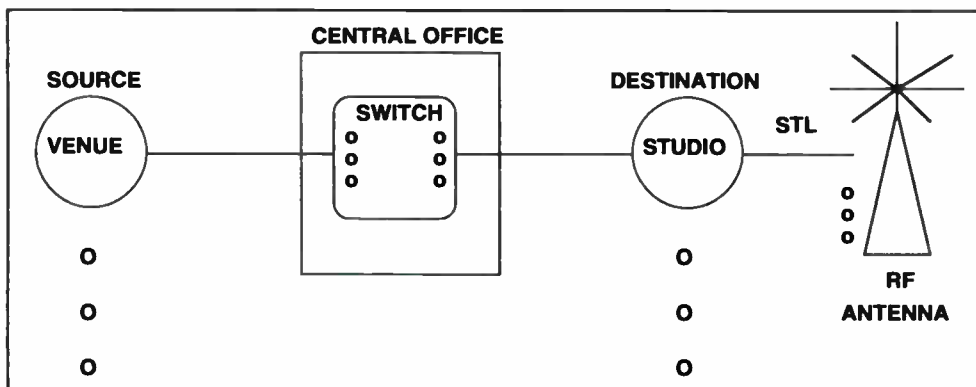 CENTRAL OFFICE
SOURCE
DESTINATION
SWITCH
STL
VENUE
STUDIO
RF
ANTENNA